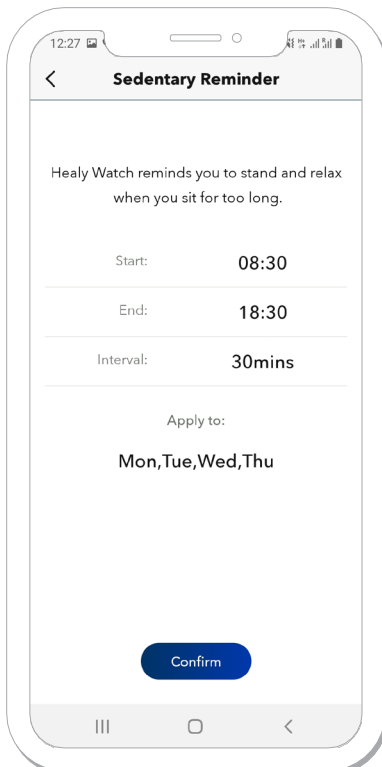 12:27
Sedentary Reminder
Healy Watch reminds you to stand and relax
when you sit for too long.
Start: 08:30
End: 18:30
Interval: 30mins
Apply to:
Mon,Tue,Wed,Thu
Confirm